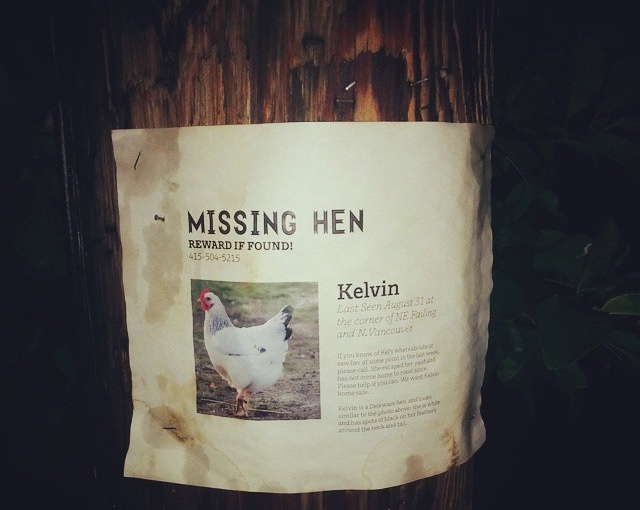 MISSING HEN
REWARD IF FOUND!
415-504-5215
Kelvin
Last Seen August 31 at
the corner of NE Failing
and N. Vancouver
If you know of Kel's whereabouts or
saw her at some point in the last week,
please call. She escaped her yard and
has not come to roost since.
Please help if you can. We want Kelvin
home safe.
Kelvin is a Delaware hen and looks
similar to the photo above: she is white
and has spots of black on her feathers
around the neck and tail.